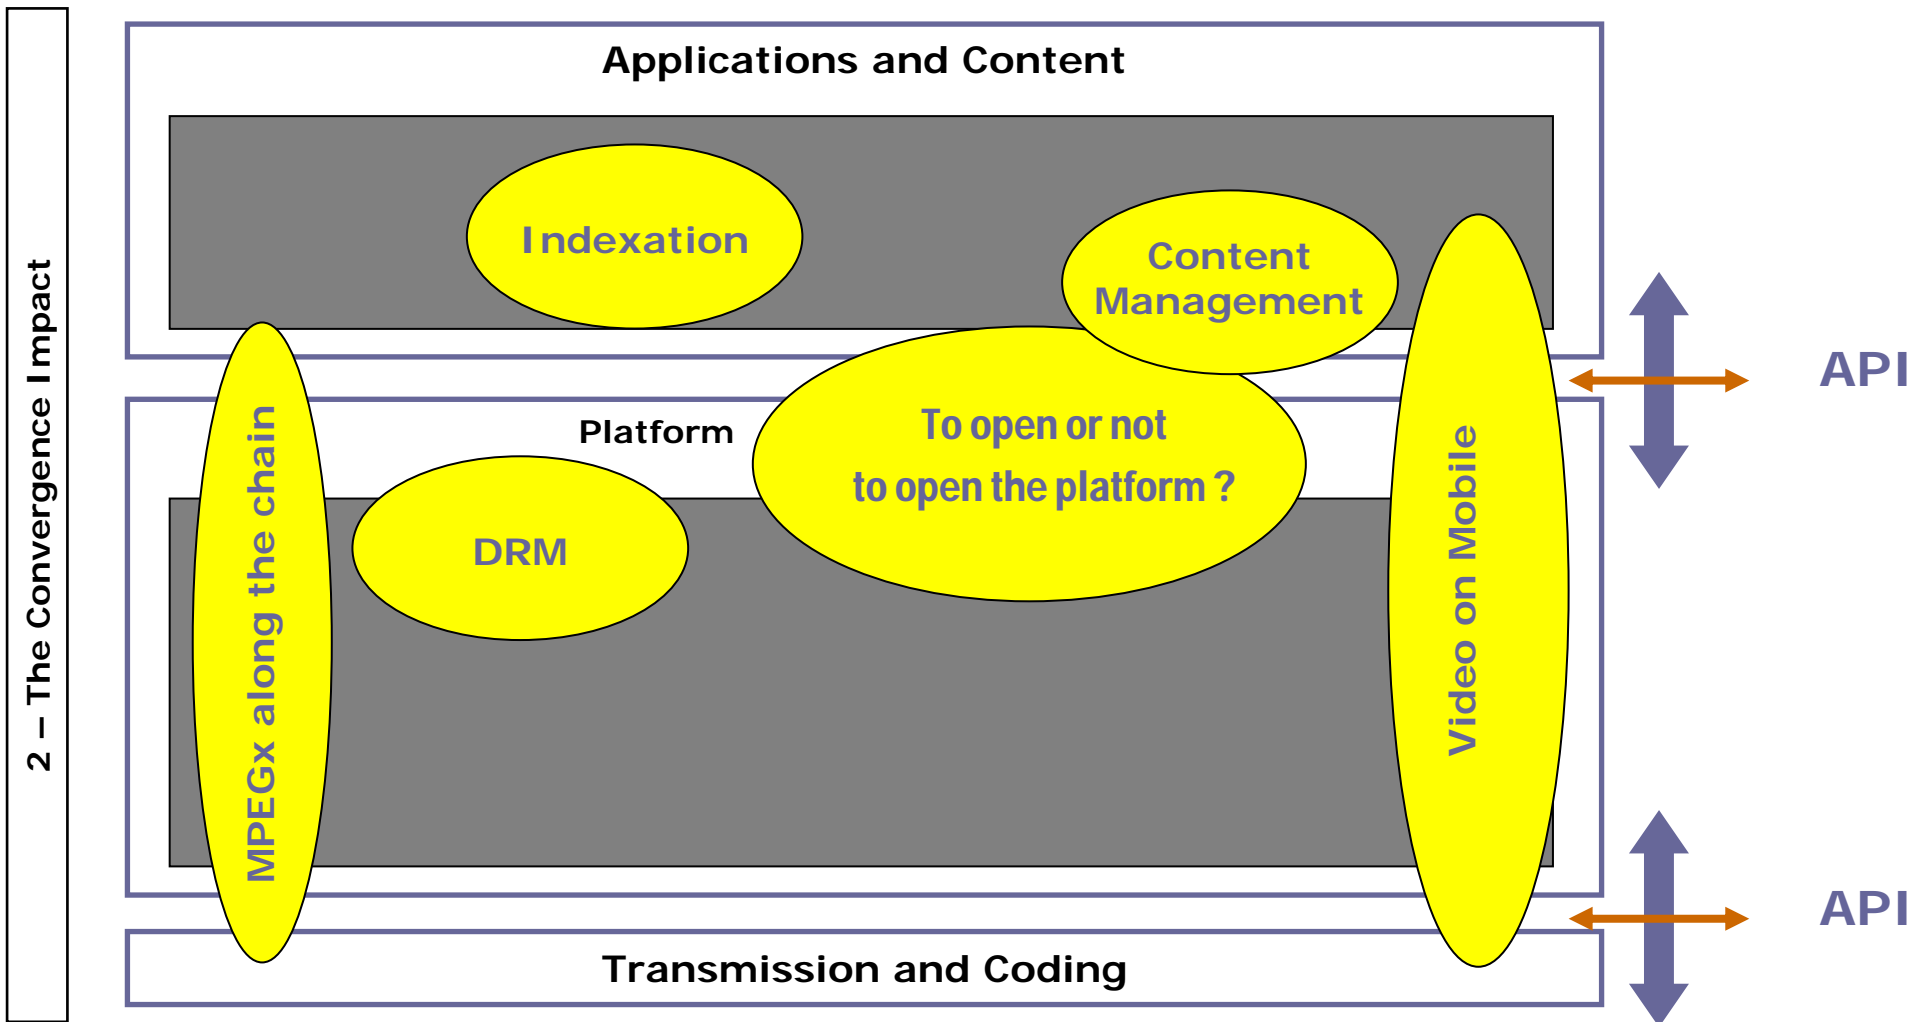 2 – The Convergence Impact
Applications and Content
Indexation
Content
Management
API
Platform
To open or not
to open the platform ?
DRM
MPEGx along the chain
Video on Mobile
API
Transmission and Coding